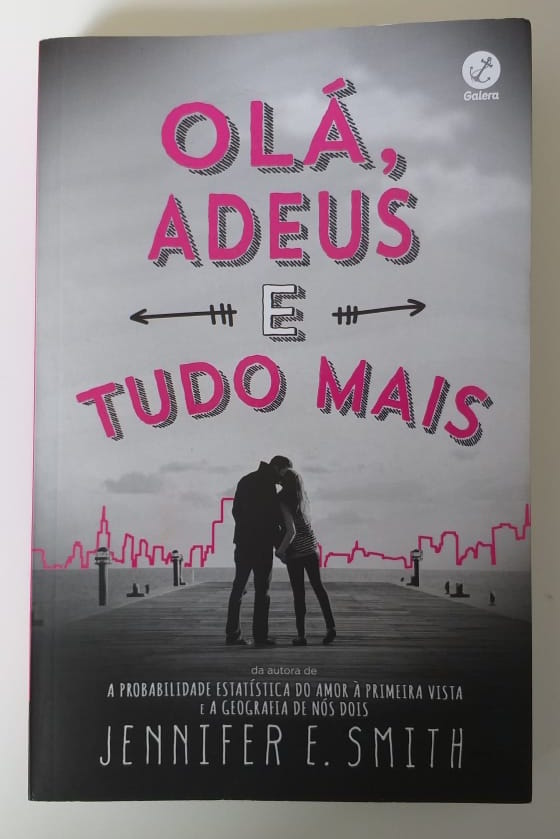 Galera
OLÁ,
ADEUS
E
TUDO MAIS
da autora de
A PROBABILIDADE ESTATÍSTICA DO AMOR À PRIMEIRA VISTA
E A GEOGRAFIA DE NÓS DOIS
JENNIFER E. SMITH